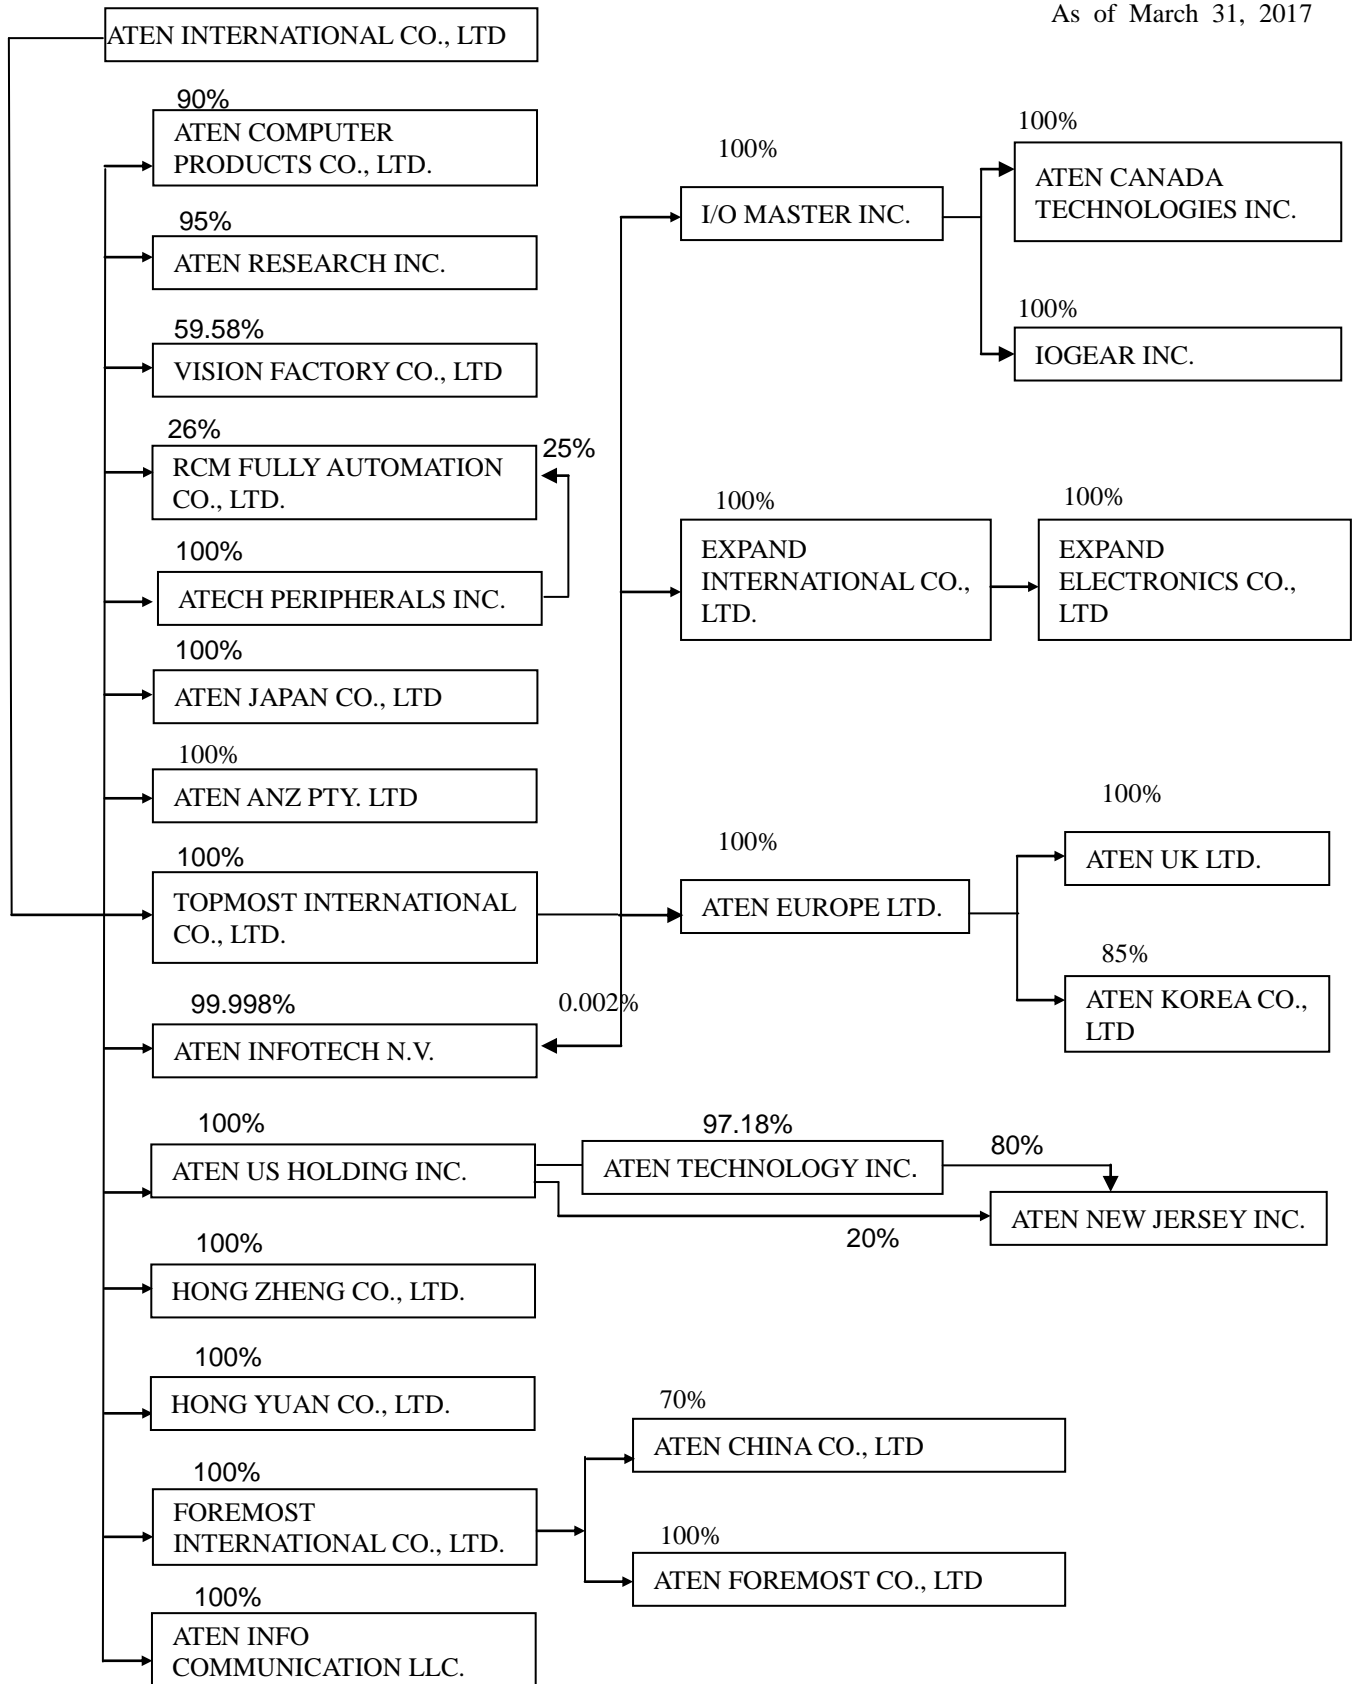 As of March 31, 2017
ATEN INTERNATIONAL CO., LTD
90%
ATEN COMPUTER
PRODUCTS CO., LTD.
95%
ATEN RESEARCH INC.
59.58%
VISION FACTORY CO., LTD
26%
25%
RCM FULLY AUTOMATION
CO., LTD.
100%
ATECH PERIPHERALS INC.
100%
ATEN JAPAN CO., LTD
100%
ATEN ANZ PTY. LTD
100%
TOPMOST INTERNATIONAL
CO., LTD.
99.998%
0.002%
ATEN INFOTECH N.V.
100%
ATEN US HOLDING INC.
100%
HONG ZHENG CO., LTD.
100%
HONG YUAN CO., LTD.
100%
FOREMOST
INTERNATIONAL CO., LTD.
100%
ATEN INFO
COMMUNICATION LLC.
100%
I/O MASTER INC.
100%
ATEN CANADA
TECHNOLOGIES INC.
100%
IOGEAR INC.
100%
EXPAND
INTERNATIONAL CO.,
LTD.
100%
EXPAND
ELECTRONICS CO.,
LTD
100%
ATEN EUROPE LTD.
100%
ATEN UK LTD.
85%
ATEN KOREA CO.,
LTD
97.18%
ATEN TECHNOLOGY INC.
80%
ATEN NEW JERSEY INC.
20%
70%
ATEN CHINA CO., LTD
100%
ATEN FOREMOST CO., LTD